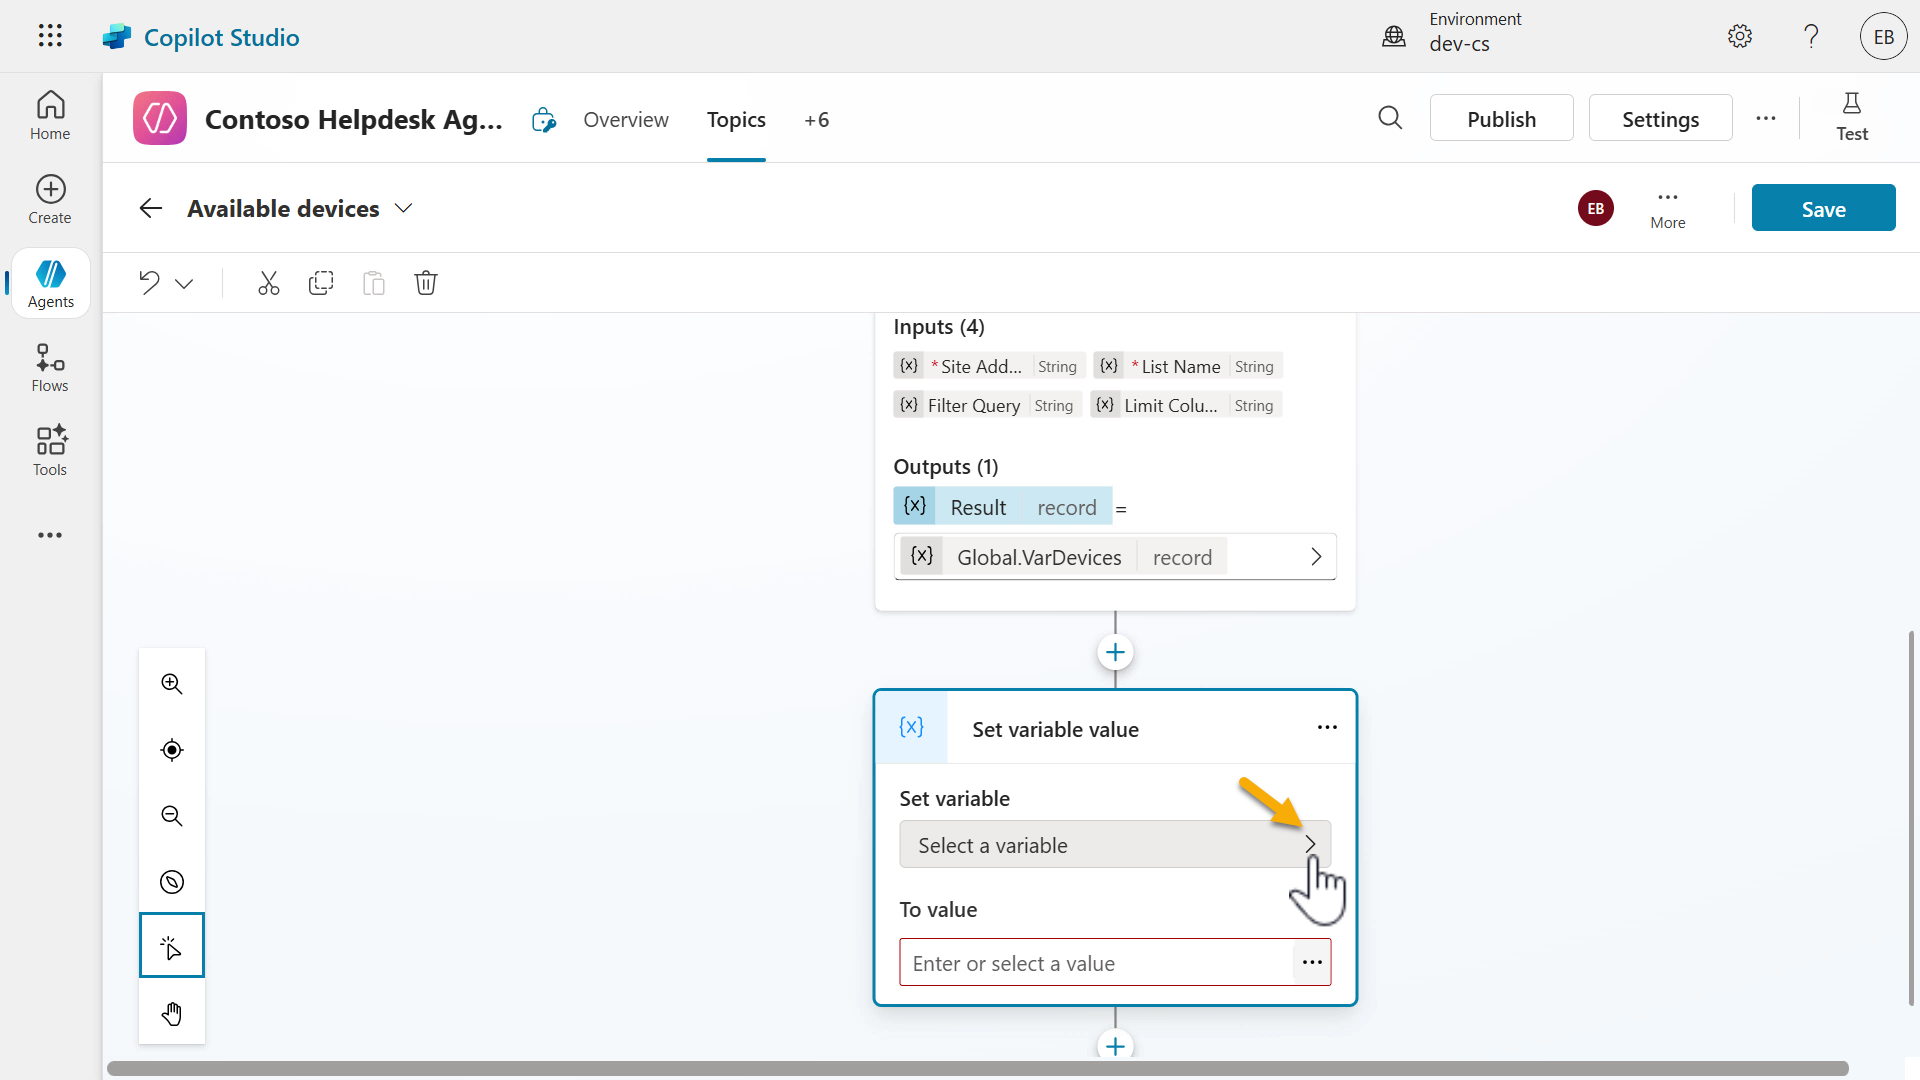 Copilot Studio
Environment
dev-cs
EB
Home
Create
Agents
Flows
Tools
Contoso Helpdesk Ag...
Overview
Topics
+6
Publish
Settings
Test
Available devices
EB
More
Save
Inputs (4)
{x} *Site Add... String {x} *List Name String
{x} Filter Query String {x} Limit Colu... String
Outputs (1)
{x} Result record =
{x} Global.VarDevices record
{x} Set variable value
Set variable
Select a variable
To value
Enter or select a value